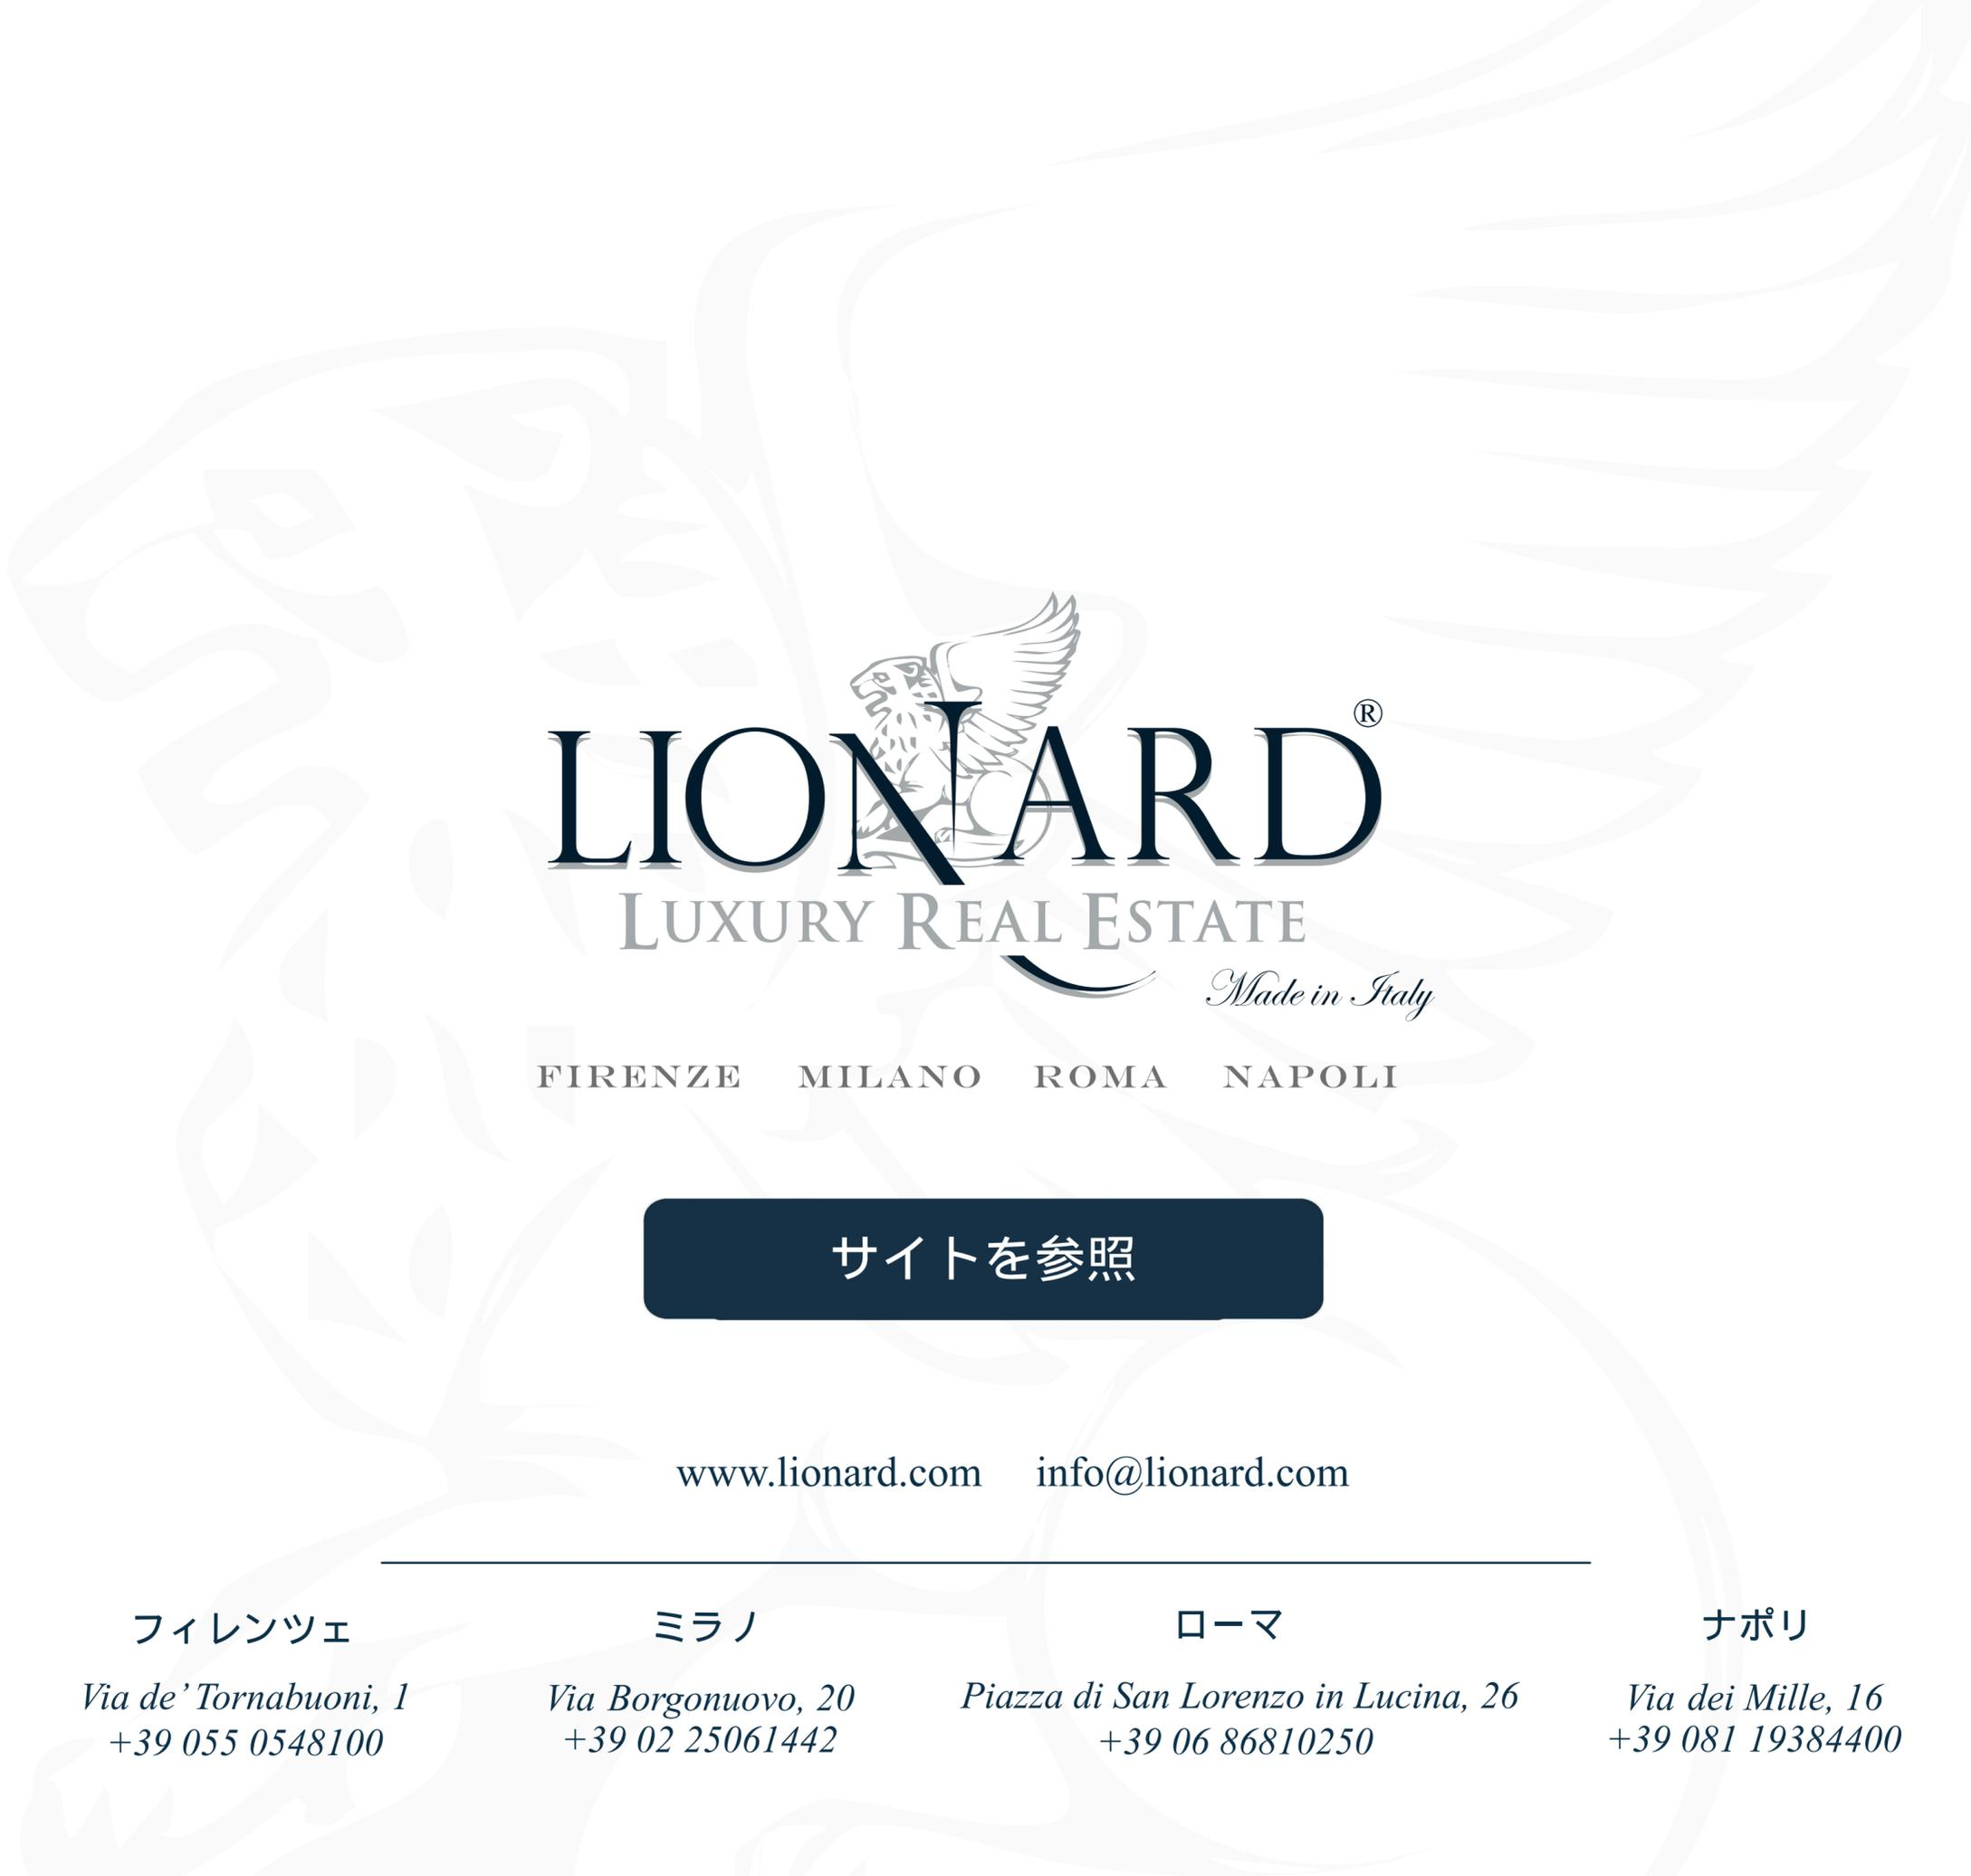 LIONARD®
LUXURY REAL ESTATE
Made in Italy
FIRENZE MILANO ROMA NAPOLI
サイトを参照
www.lionard.com info@lionard.com
フィレンツェ
Via de’ Tornabuoni, 1
+39 055 0548100
ミラノ
Via Borgonuovo, 20
+39 02 25061442
ローマ
Piazza di San Lorenzo in Lucina, 26
+39 06 86810250
ナポリ
Via dei Mille, 16
+39 081 19384400